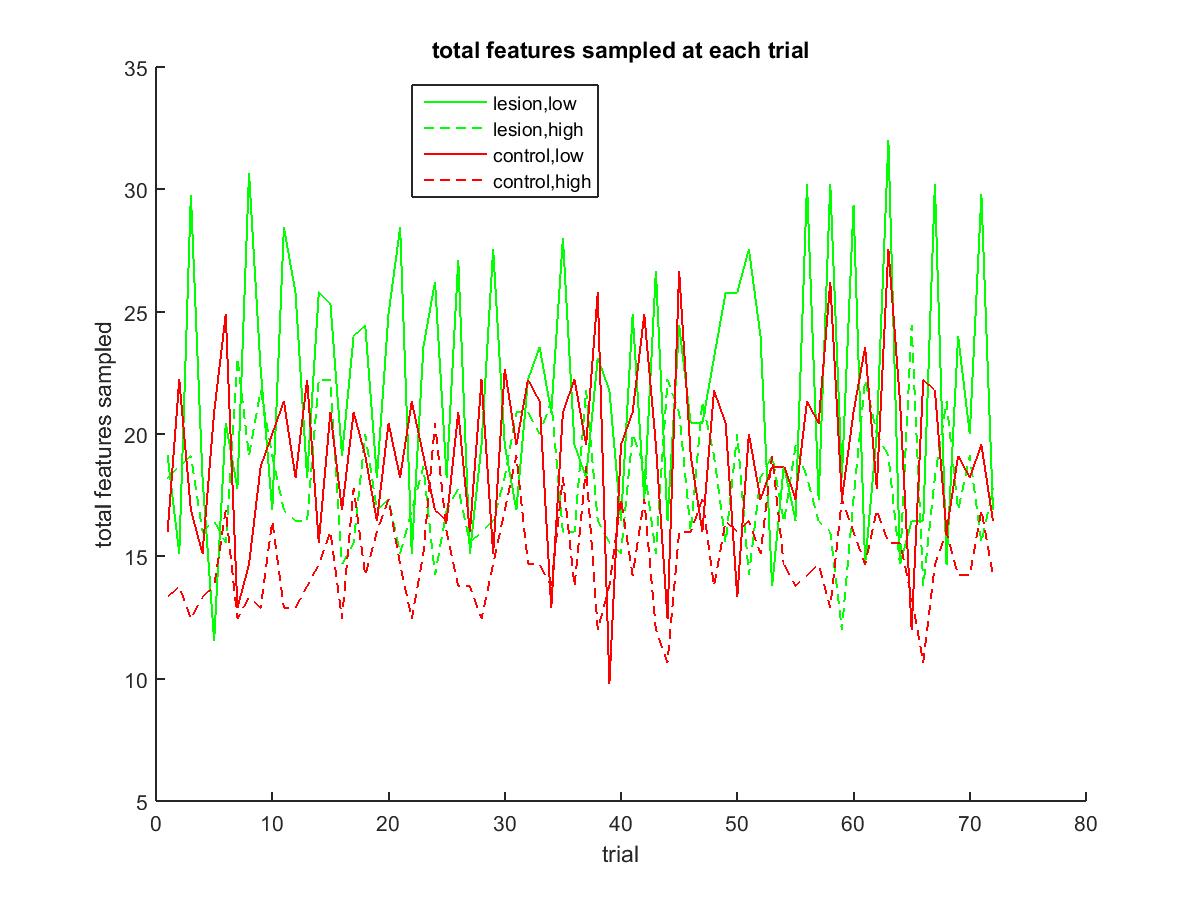 total features sampled at each trial
35
30
25
20
15
10
5
total features sampled
lesion,low
lesion,high
control,low
control,high
0 10 20 30 40 50 60 70 80
trial